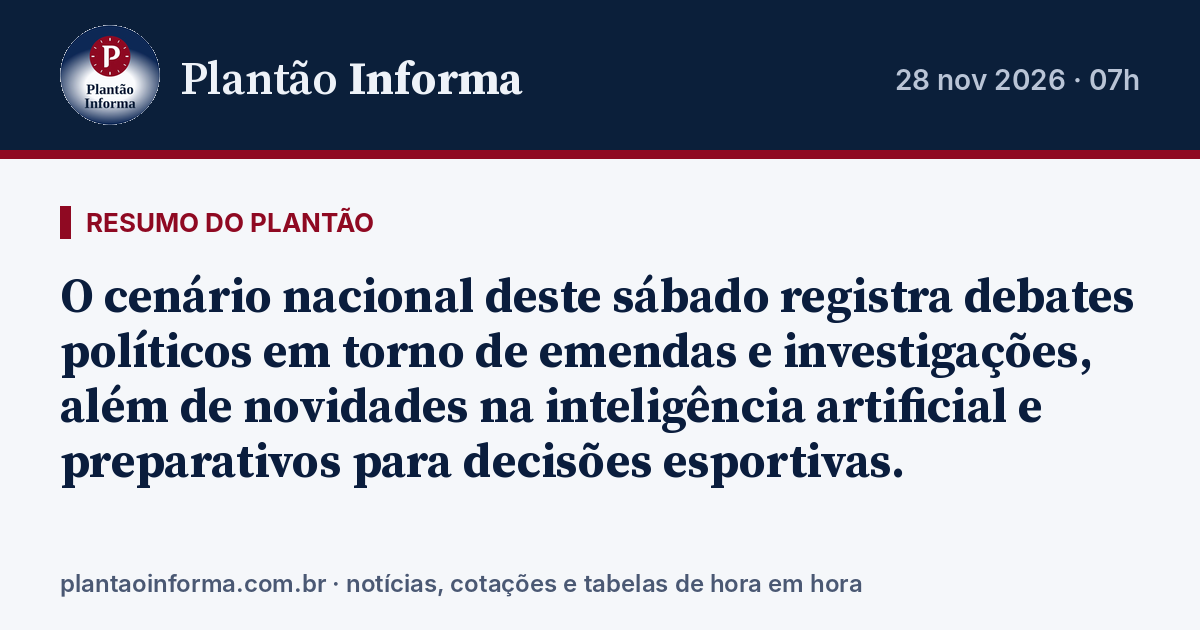 P
Plantão
Informa
Plantão Informa
28 nov 2026 · 07h
RESUMO DO PLANTÃO
O cenário nacional deste sábado registra debates
políticos em torno de emendas e investigações,
além de novidades na inteligência artificial e
preparativos para decisões esportivas.
plantaoinforma.com.br · notícias, cotações e tabelas de hora em hora